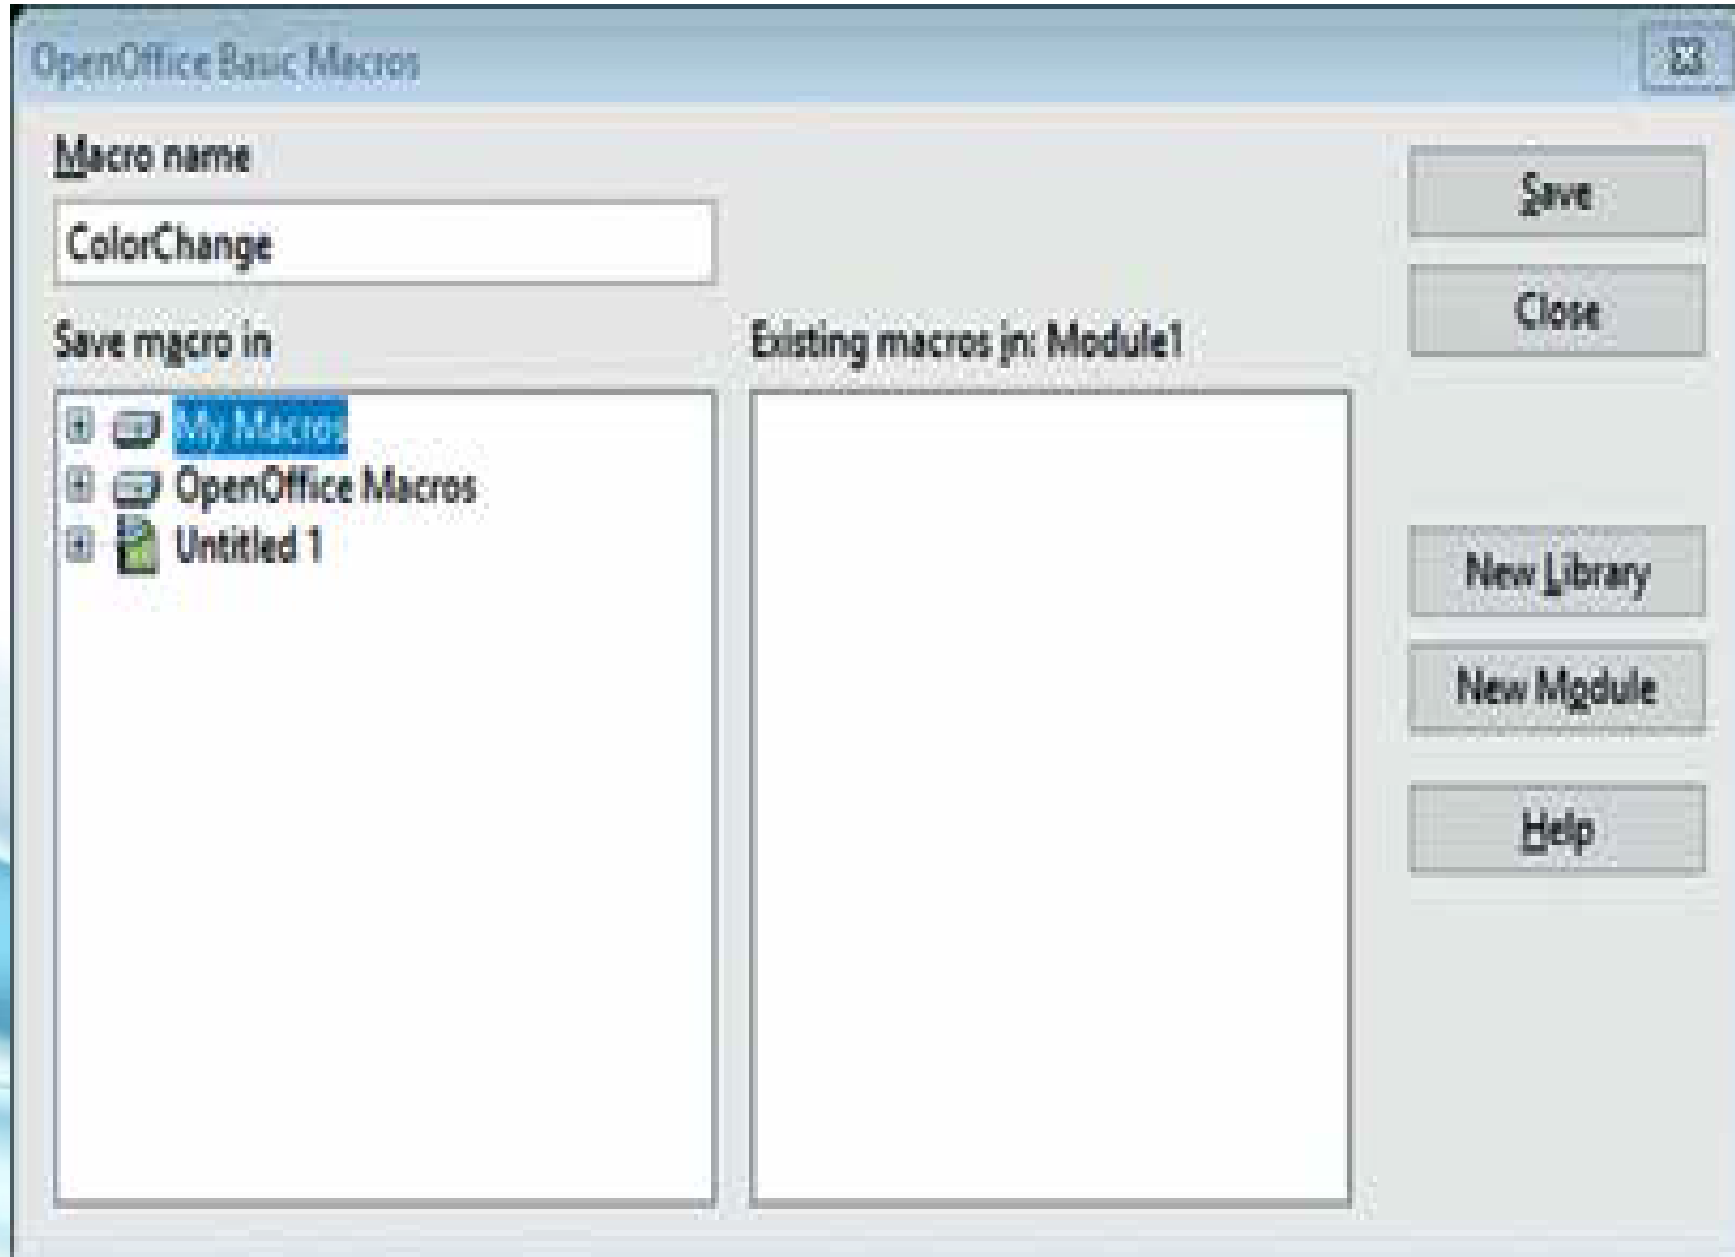 OpenOffice Basic Macros
Macro name
ColorChange
Save macro in
Existing macros in: Module1
My Macros
OpenOffice Macros
Untitled 1
Save
Close
New Library
New Module
Help